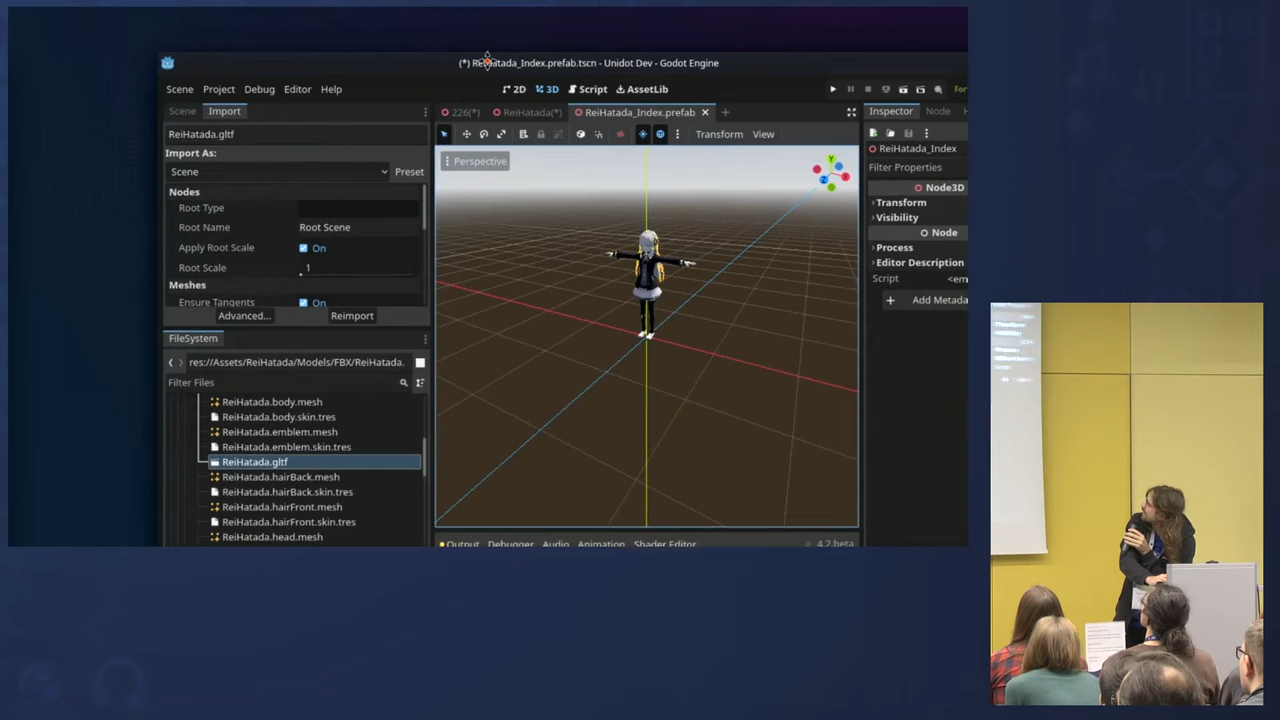 (*) ReiHatada_Index.prefab.tscn - Unidot Dev - Godot Engine
Scene Project Debug Editor Help
2D 3D Script AssetLib
Scene Import
226(*) ReiHatada(*) ReiHatada_Index.prefab
Inspector Node
ReiHatada.gltf
Transform View
Import As:
Scene Preset
Perspective
Y
X
Z
ReiHatada_Index
Filter Properties
Nodes
Root Type
Root Name Root Scene
Apply Root Scale On
Root Scale 1
Meshes
Ensure Tangents On
Advanced... Reimport
Node3D
Transform
Visibility
Node
Process
Editor Description
Script <em
Add Metada
FileSystem
res://Assets/ReiHatada/Models/FBX/ReiHatada.
Filter Files
ReiHatada.body.mesh
ReiHatada.body.skin.tres
ReiHatada.emblem.mesh
ReiHatada.emblem.skin.tres
ReiHatada.gltf
ReiHatada.hairBack.mesh
ReiHatada.hairBack.skin.tres
ReiHatada.hairFront.mesh
ReiHatada.hairFront.skin.tres
ReiHatada.head.mesh
Output Debugger Audio Animation Shader Editor 4.2.beta